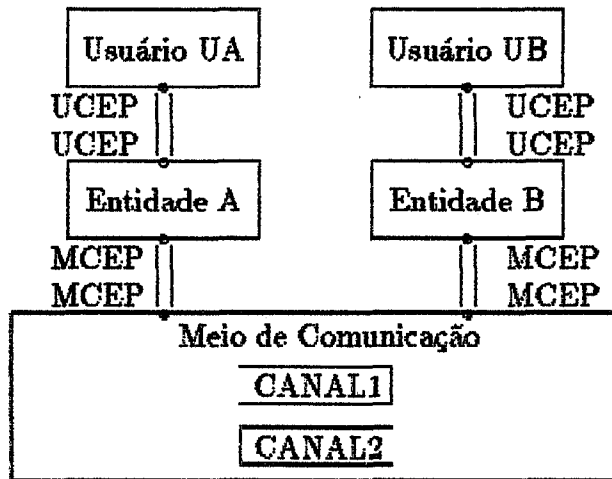 Usuário UA Usuário UB
UCEP UCEP
UCEP UCEP
Entidade A Entidade B
MCEP MCEP
MCEP MCEP
Meio de Comunicação
CANAL1
CANAL2